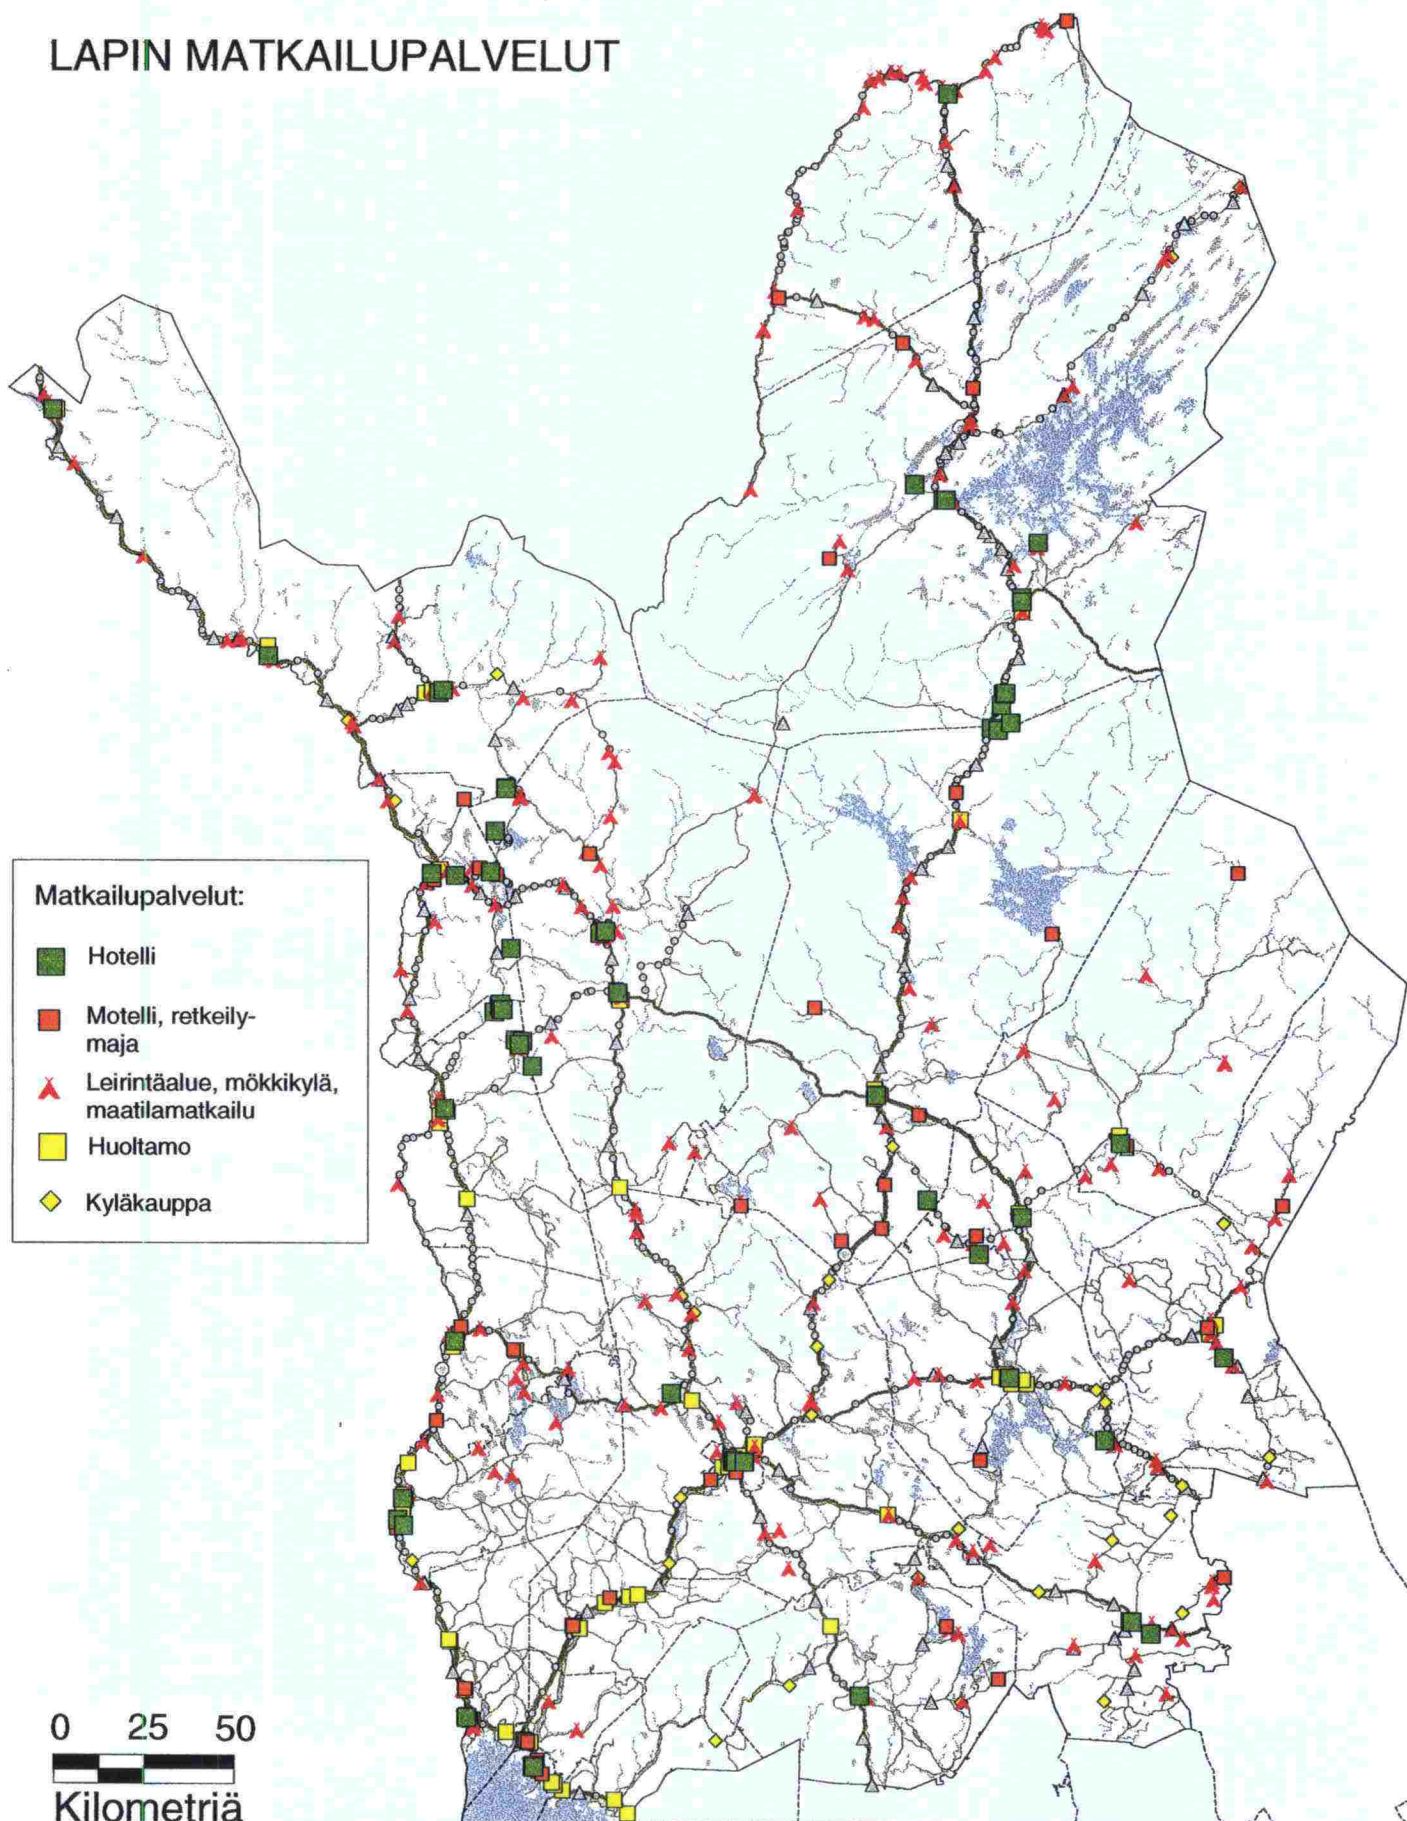 LAPIN MATKAILUPALVELUT
Matkailupalvelut:
Hotelli
Motelli, retkeily-
maja
Leirintäalue, mökkikylä,
maatilamatkailu
Huoltamo
Kyläkauppa
0 25 50
Kilometriä